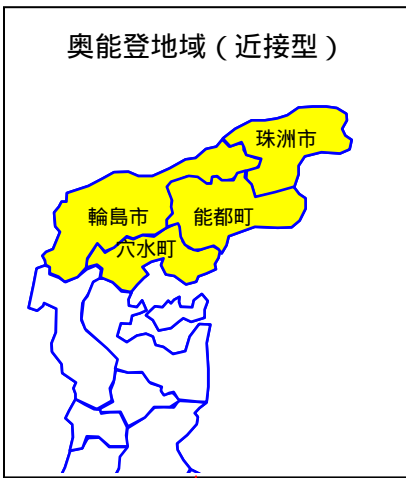 奥能登地域（近接型）
珠洲市
輪島市
能都町
穴水町